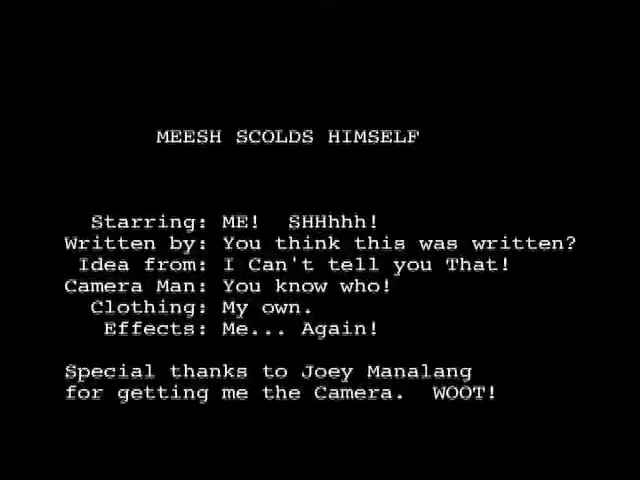 MEESH SCOLDS HIMSELF
Starring: ME! SHHhhh!
Written by: You think this was written?
Idea from: I Can't tell you That!
Camera Man: You know who!
Clothing: My own.
Effects: Me... Again!
Special thanks to Joey Manalang
for getting me the Camera. WOOT!